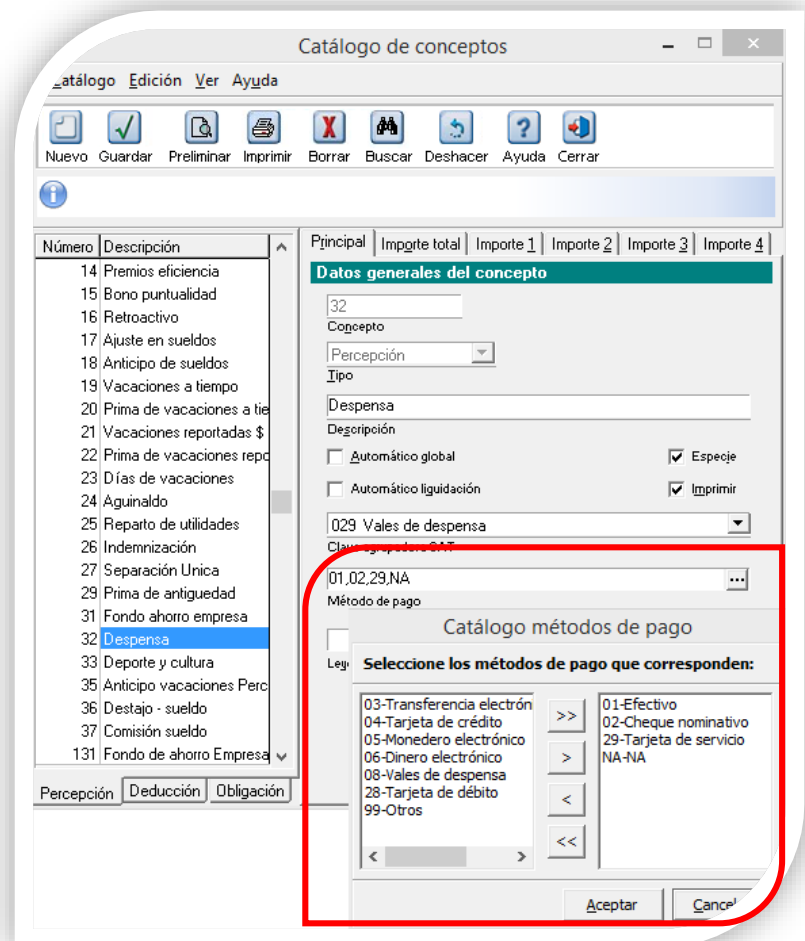 Catálogo de conceptos
Catálogo Edición Ver Ayuda
Nuevo Guardar Preliminar Imprimir Borrar Buscar Deshacer Ayuda Cerrar
Número Descripción
14 Premios eficiencia
15 Bono puntualidad
16 Retroactivo
17 Ajuste en sueldos
18 Anticipo de sueldos
19 Vacaciones a tiempo
20 Prima de vacaciones a tie
21 Vacaciones reportadas $
22 Prima de vacaciones repo
23 Días de vacaciones
24 Aguinaldo
25 Reparto de utilidades
26 Indemnización
27 Separación Unica
29 Prima de antiguedad
31 Fondo ahorro empresa
32 Despensa
33 Deporte y cultura
35 Anticipo vacaciones Perc
36 Destajo - sueldo
37 Comisión sueldo
131 Fondo de ahorro Empresa
Percepción Deducción Obligación
Principal Importe total Importe 1 Importe 2 Importe 3 Importe 4
Datos generales del concepto
32
Concepto
Percepción
Tipo
Despensa
Descripción
Automático global Especie
Automático liquidación Imprimir
029 Vales de despensa
Clave agrupadora SAT
01,02,29,NA ...
Método de pago
Leye
Catálogo métodos de pago
Seleccione los métodos de pago que corresponden:
03-Transferencia electrón
04-Tarjeta de crédito
05-Monedero electrónico
06-Dinero electrónico
08-Vales de despensa
28-Tarjeta de débito
99-Otros
>>
>
<
<<
01-Efectivo
02-Cheque nominativo
29-Tarjeta de servicio
NA-NA
Aceptar Cancel